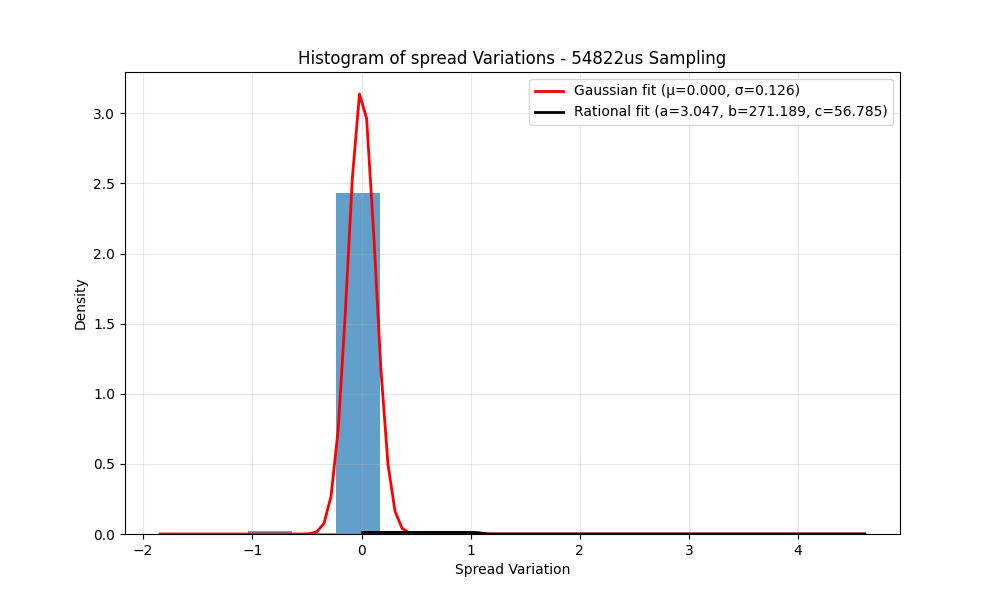 Histogram of spread Variations - 54822us Sampling
Gaussian fit (μ=0.000, σ=0.126)
Rational fit (a=3.047, b=271.189, c=56.785)
Density
3.0
2.5
2.0
1.5
1.0
0.5
0.0
−2 −1 0 1 2 3 4
Spread Variation